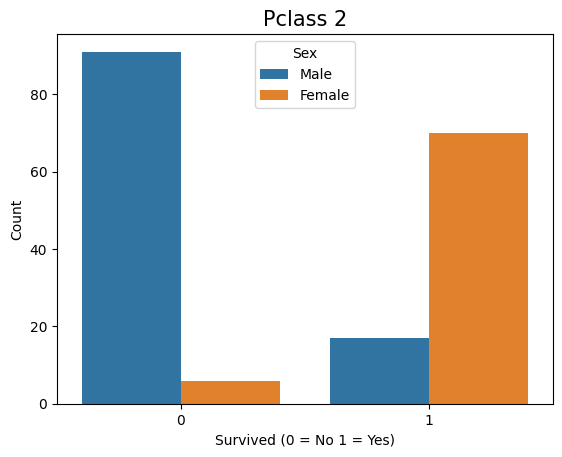 Pclass 2
Sex
Male
Female
Count
80
60
40
20
0
0 1
Survived (0 = No 1 = Yes)